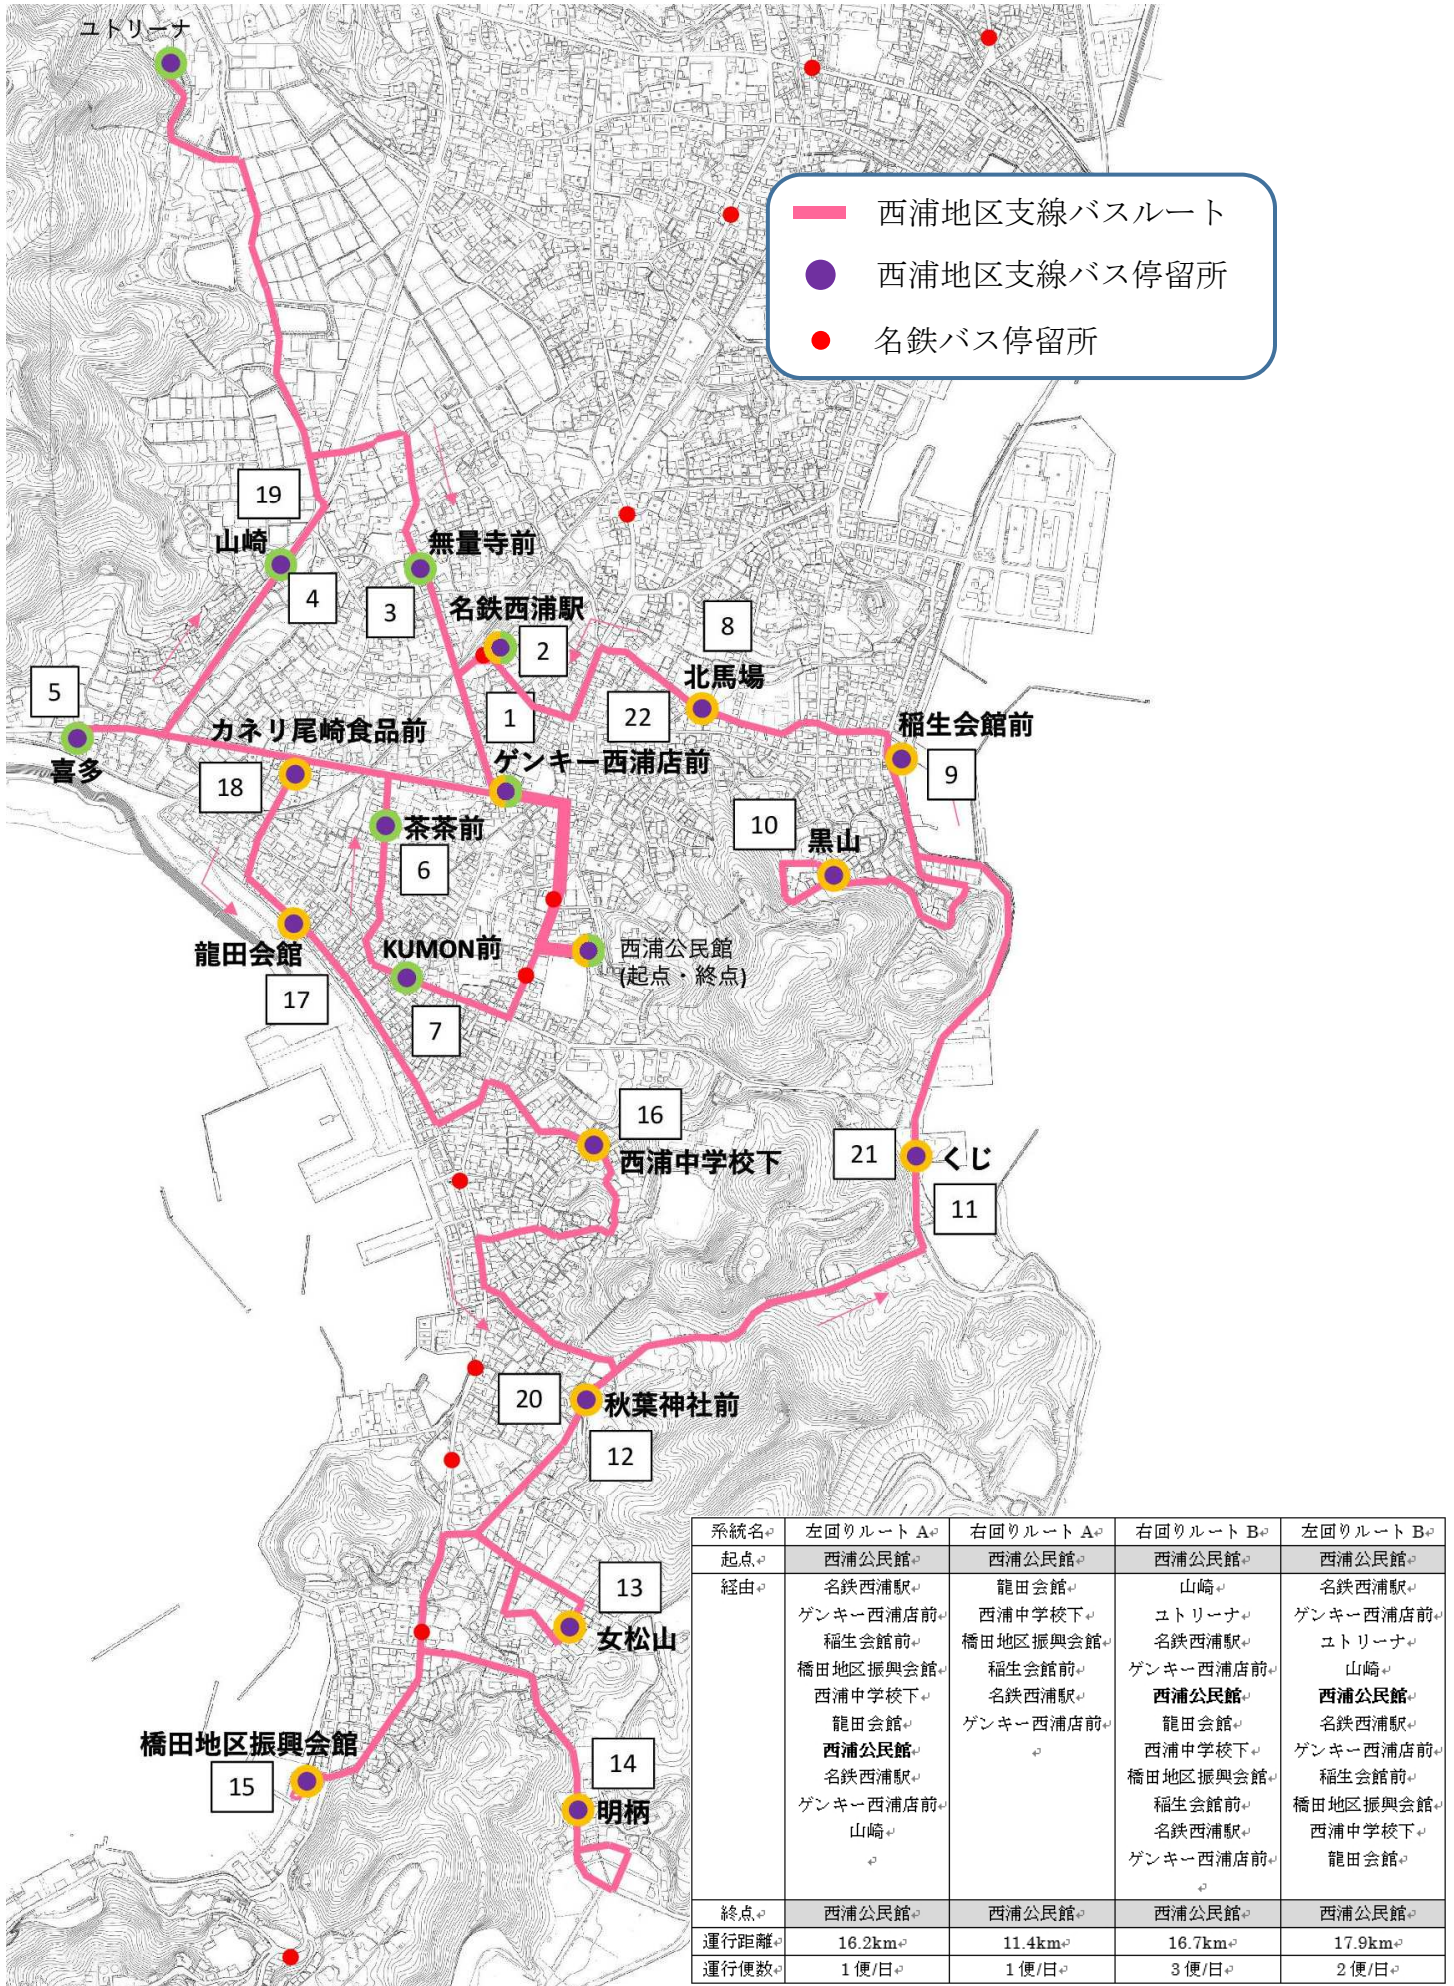 ユトリーナ
西浦地区支線バスルート
西浦地区支線バス停留所
名鉄バス停留所
19
山崎
4
無量寺前
3
名鉄西浦駅
2
8
北馬場
22
1
5
喜多
カネリ尾崎食品前
18
ゲンキー西浦店前
稲生会館前
9
10
黒山
茶茶前
6
龍田会館
17
KUMON前
7
西浦公民館
(起点・終点)
16
西浦中学校下
21
くじ
11
20
秋葉神社前
12
13
女松山
橋田地区振興会館
15
14
明柄
系統名 左回りルート A 右回りルート A 右回りルート B 左回りルート B
起点 西浦公民館 西浦公民館 西浦公民館 西浦公民館
経由 名鉄西浦駅 龍田会館 山崎 名鉄西浦駅
ゲンキー西浦店前 西浦中学校下 ユトリーナ ゲンキー西浦店前
稲生会館前 橋田地区振興会館 名鉄西浦駅 ユトリーナ
橋田地区振興会館 稲生会館前 ゲンキー西浦店前 山崎
西浦中学校下 名鉄西浦駅 西浦公民館 西浦公民館
龍田会館 ゲンキー西浦店前 龍田会館 名鉄西浦駅
西浦公民館 西浦中学校下 ゲンキー西浦店前
名鉄西浦駅 橋田地区振興会館 稲生会館前
ゲンキー西浦店前 稲生会館前 橋田地区振興会館
山崎 名鉄西浦駅 西浦中学校下
ゲンキー西浦店前 龍田会館
終点 西浦公民館 西浦公民館 西浦公民館 西浦公民館
運行距離 16.2km 11.4km 16.7km 17.9km
運行便数 1便/日 1便/日 3便/日 2便/日